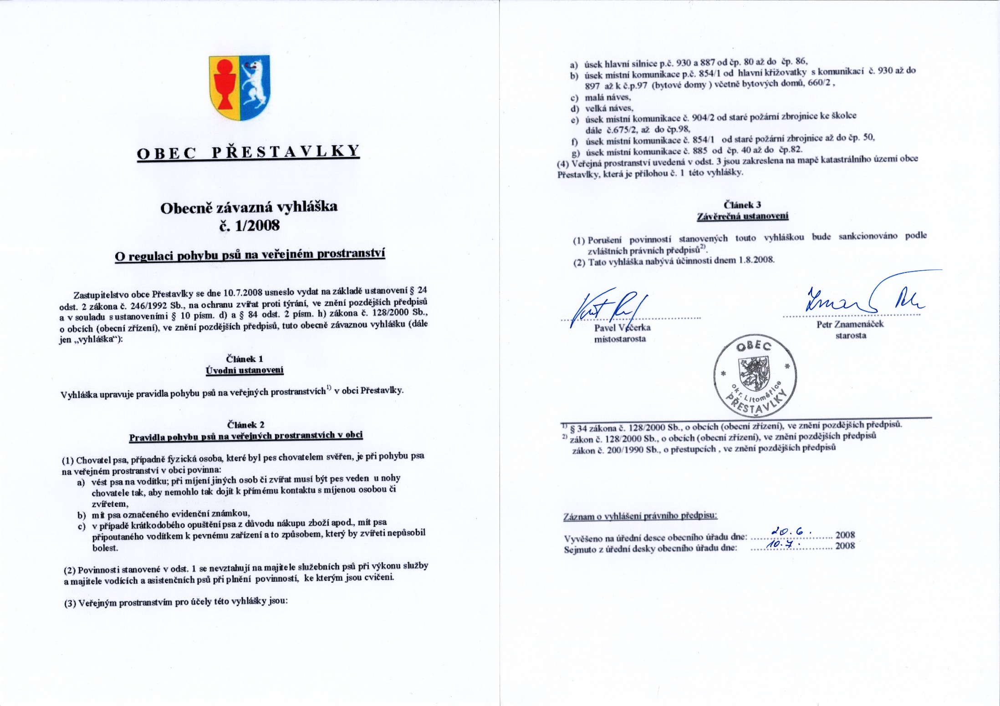 OBEC PŘESTAVLKY
Obecně závazná vyhláška
č. 1/2008
O regulaci pohybu psů na veřejném prostranství
Zastupitelstvo obce Přestavlky se dne 10.7.2008 usneslo vydat na základě ustanovení § 24
odst. 2 zákona č. 246/1992 Sb., na ochranu zvířat proti týrání, ve znění pozdějších předpisů
a v souladu s ustanoveními § 10 písm. d) a § 84 odst. 2 písm. h) zákona č. 128/2000 Sb.,
o obcích (obecní zřízení), ve znění pozdějších předpisů, tuto obecně závaznou vyhlášku (dále
jen „vyhláška“):
Článek 1
Úvodní ustanovení
Vyhláška upravuje pravidla pohybu psů na veřejných prostranstvích1) v obci Přestavlky.
Článek 2
Pravidla pohybu psů na veřejných prostranstvích v obci
(1) Chovatel psa, případně fyzická osoba, které byl pes chovatelem svěřen, je při pohybu psa
na veřejném prostranství v obci povinna:
a) vést psa na vodítku; při míjení jiných osob či zvířat musí být pes veden u nohy
chovatele tak, aby nemohlo tak dojít k přímému kontaktu s míjenou osobou či
zvířetem,
b) mít psa označeného evidenční známkou,
c) v případě krátkodobého opuštění psa z důvodu nákupu zboží apod., mít psa
připoutaného vodítkem k pevnému zařízení a to způsobem, který by zvířeti nepůsobil
bolest.
(2) Povinnosti stanovené v odst. 1 se nevztahují na majitele služebních psů při výkonu služby
a majitele vodících a asistenčních psů při plnění povinností, ke kterým jsou cvičeni.
(3) Veřejným prostranstvím pro účely této vyhlášky jsou:
a) úsek hlavní silnice p.č. 930 a 887 od čp. 80 až do čp. 86,
b) úsek místní komunikace p.č. 854/1 od hlavní křižovatky s komunikací č. 930 až do
897 až k č.p.97 (bytové domy ) včetně bytových domů, 660/2 ,
c) malá náves,
d) velká náves,
e) úsek místní komunikace č. 904/2 od staré požární zbrojnice ke školce
dále č.675/2, až do čp.98,
f) úsek místní komunikace č. 854/1 od staré požární zbrojnice až do čp. 50,
g) úsek místní komunikace č. 885 od čp. 40 až do čp.82.
(4) Veřejná prostranství uvedená v odst. 3 jsou zakreslena na mapě katastrálního území obce
Přestavlky, která je přílohou č. 1 této vyhlášky.
Článek 3
Závěrečná ustanovení
(1) Porušení povinností stanovených touto vyhláškou bude sankcionováno podle
zvláštních právních předpisů2).
(2) Tato vyhláška nabývá účinnosti dnem 1.8.2008.
Pavel Večerka
místostarosta
Petr Znamenáček
starosta
OBEC
okr. Litoměřice
PŘESTAVLKY
1) § 34 zákona č. 128/2000 Sb., o obcích (obecní zřízení), ve znění pozdějších předpisů.
2) zákon č. 128/2000 Sb., o obcích (obecní zřízení), ve znění pozdějších předpisů
zákon č. 200/1990 Sb., o přestupcích , ve znění pozdějších předpisů
Záznam o vyhlášení právního předpisu:
Vyvěšeno na úřední desce obecního úřadu dne: 20. 6. 2008
Sejmuto z úřední desky obecního úřadu dne: 10. 7. 2008